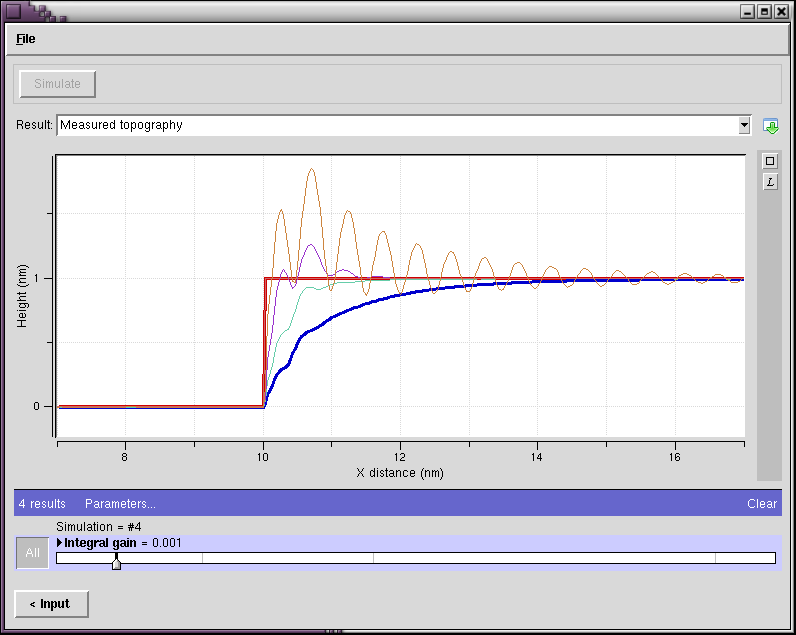 File
Simulate
Result: Measured topography
Height (nm)
1
0
8 10 12 14 16
X distance (nm)
L
4 results Parameters... Clear
Simulation = #4
All
Integral gain = 0.001
< Input